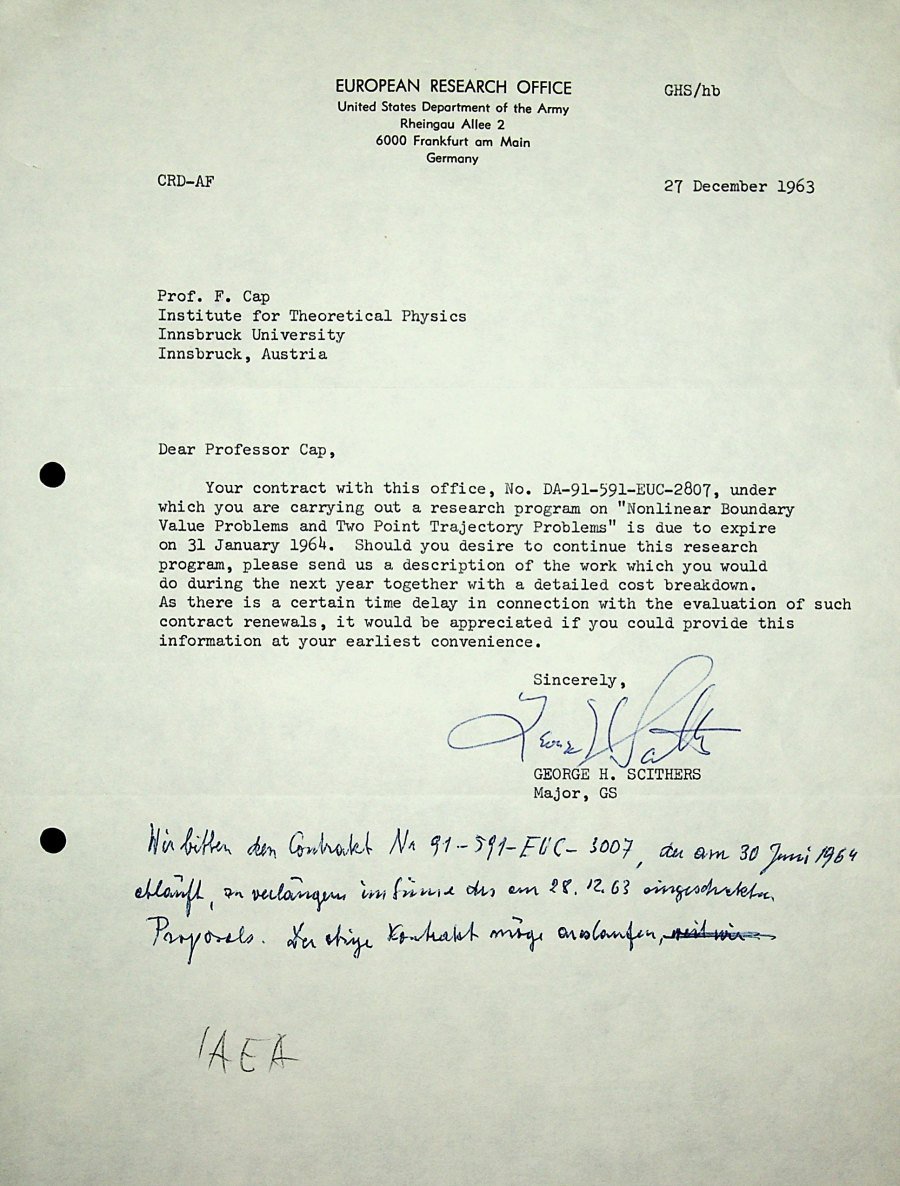 EUROPEAN RESEARCH OFFICE
GHS/hb
United States Department of the Army
Rheingau Allee 2
6000 Frankfurt am Main
Germany
CRD-AF
27 December 1963
Prof. F. Cap
Institute for Theoretical Physics
Innsbruck University
Innsbruck, Austria
Dear Professor Cap,
Your contract with this office, No. DA-91-591-EUC-2807, under
which you are carrying out a research program on "Nonlinear Boundary
Value Problems and Two Point Trajectory Problems" is due to expire
on 31 January 1964. Should you desire to continue this research
program, please send us a description of the work which you would
do during the next year together with a detailed cost breakdown.
As there is a certain time delay in connection with the evaluation of such
contract renewals, it would be appreciated if you could provide this
information at your earliest convenience.
Sincerely,
George H Scithers
GEORGE H. SCITHERS
Major, GS
Wir bitten den Contrakt Nr 91-591-EUC-3007, der am 30 Juni 1964
abläuft, zu verlängern im Sinne des am 28.12.63 eingeschickten
Proposals. Der obige Kontrakt möge auslaufen, weil wir
IAEA